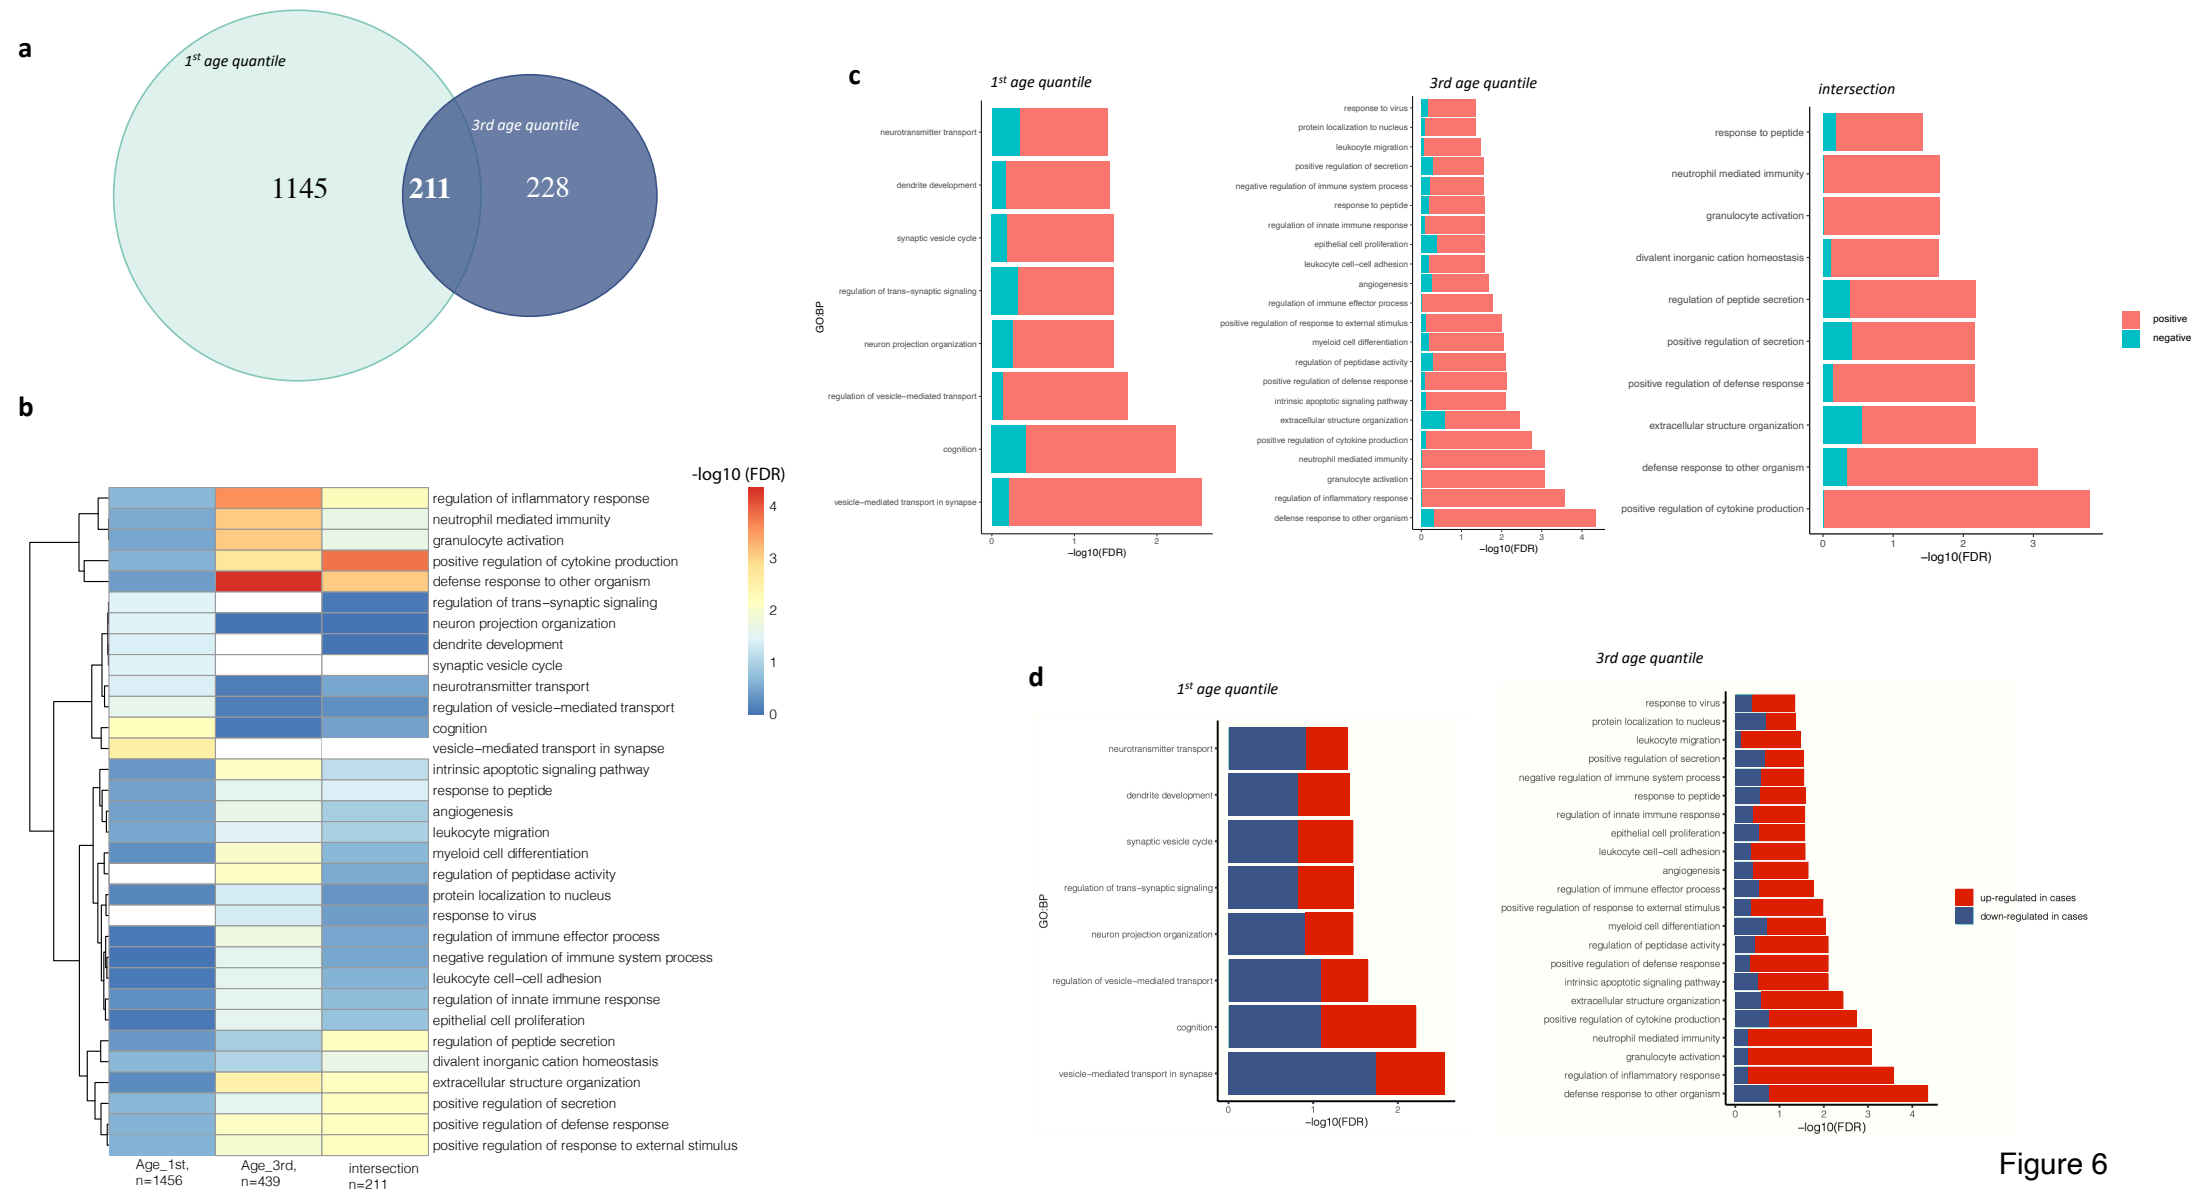 a
1st age quantile
3rd age quantile
1145
211
228
b
-log10 (FDR)
4
3
2
1
0
regulation of inflammatory response
neutrophil mediated immunity
granulocyte activation
positive regulation of cytokine production
defense response to other organism
regulation of trans−synaptic signaling
neuron projection organization
dendrite development
synaptic vesicle cycle
neurotransmitter transport
regulation of vesicle−mediated transport
cognition
vesicle−mediated transport in synapse
intrinsic apoptotic signaling pathway
response to peptide
angiogenesis
leukocyte migration
myeloid cell differentiation
regulation of peptidase activity
protein localization to nucleus
response to virus
regulation of immune effector process
negative regulation of immune system process
leukocyte cell−cell adhesion
regulation of innate immune response
epithelial cell proliferation
regulation of peptide secretion
divalent inorganic cation homeostasis
extracellular structure organization
positive regulation of secretion
positive regulation of defense response
positive regulation of response to external stimulus
Age_1st,
n=1456
Age_3rd,
n=439
intersection
n=211
c
1st age quantile
GO:BP
neurotransmitter transport
dendrite development
synaptic vesicle cycle
regulation of trans−synaptic signaling
neuron projection organization
regulation of vesicle−mediated transport
cognition
vesicle−mediated transport in synapse
0 1 2
−log10(FDR)
3rd age quantile
response to virus
protein localization to nucleus
leukocyte migration
positive regulation of secretion
negative regulation of immune system process
response to peptide
regulation of innate immune response
epithelial cell proliferation
leukocyte cell−cell adhesion
angiogenesis
regulation of immune effector process
positive regulation of response to external stimulus
myeloid cell differentiation
regulation of peptidase activity
positive regulation of defense response
intrinsic apoptotic signaling pathway
extracellular structure organization
positive regulation of cytokine production
neutrophil mediated immunity
granulocyte activation
regulation of inflammatory response
defense response to other organism
0 1 2 3 4
−log10(FDR)
intersection
response to peptide
neutrophil mediated immunity
granulocyte activation
divalent inorganic cation homeostasis
regulation of peptide secretion
positive regulation of secretion
positive regulation of defense response
extracellular structure organization
defense response to other organism
positive regulation of cytokine production
0 1 2 3
−log10(FDR)
positive
negative
d
1st age quantile
GO:BP
neurotransmitter transport
dendrite development
synaptic vesicle cycle
regulation of trans−synaptic signaling
neuron projection organization
regulation of vesicle−mediated transport
cognition
vesicle−mediated transport in synapse
0 1 2
−log10(FDR)
3rd age quantile
response to virus
protein localization to nucleus
leukocyte migration
positive regulation of secretion
negative regulation of immune system process
response to peptide
regulation of innate immune response
epithelial cell proliferation
leukocyte cell−cell adhesion
angiogenesis
regulation of immune effector process
positive regulation of response to external stimulus
myeloid cell differentiation
regulation of peptidase activity
positive regulation of defense response
intrinsic apoptotic signaling pathway
extracellular structure organization
positive regulation of cytokine production
neutrophil mediated immunity
granulocyte activation
regulation of inflammatory response
defense response to other organism
0 1 2 3 4
−log10(FDR)
up-regulated in cases
down-regulated in cases
Figure 6